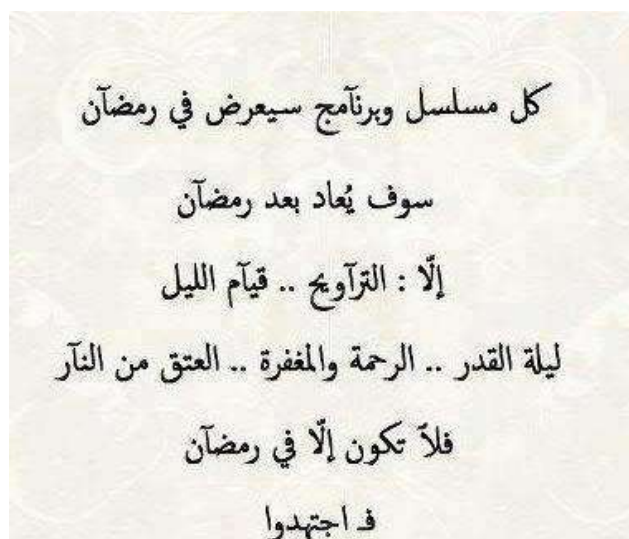 كل مسلسل وبرنآمج سيعرض في رمضآن
سوف يُعاد بعد رمضآن
إلّا : الترآويح .. قيآم الليل
ليلة القدر .. الرحمة والمغفرة .. العتق من النآر
فلآ تكون إلّا في رمضآن
فـ اجتهدوا